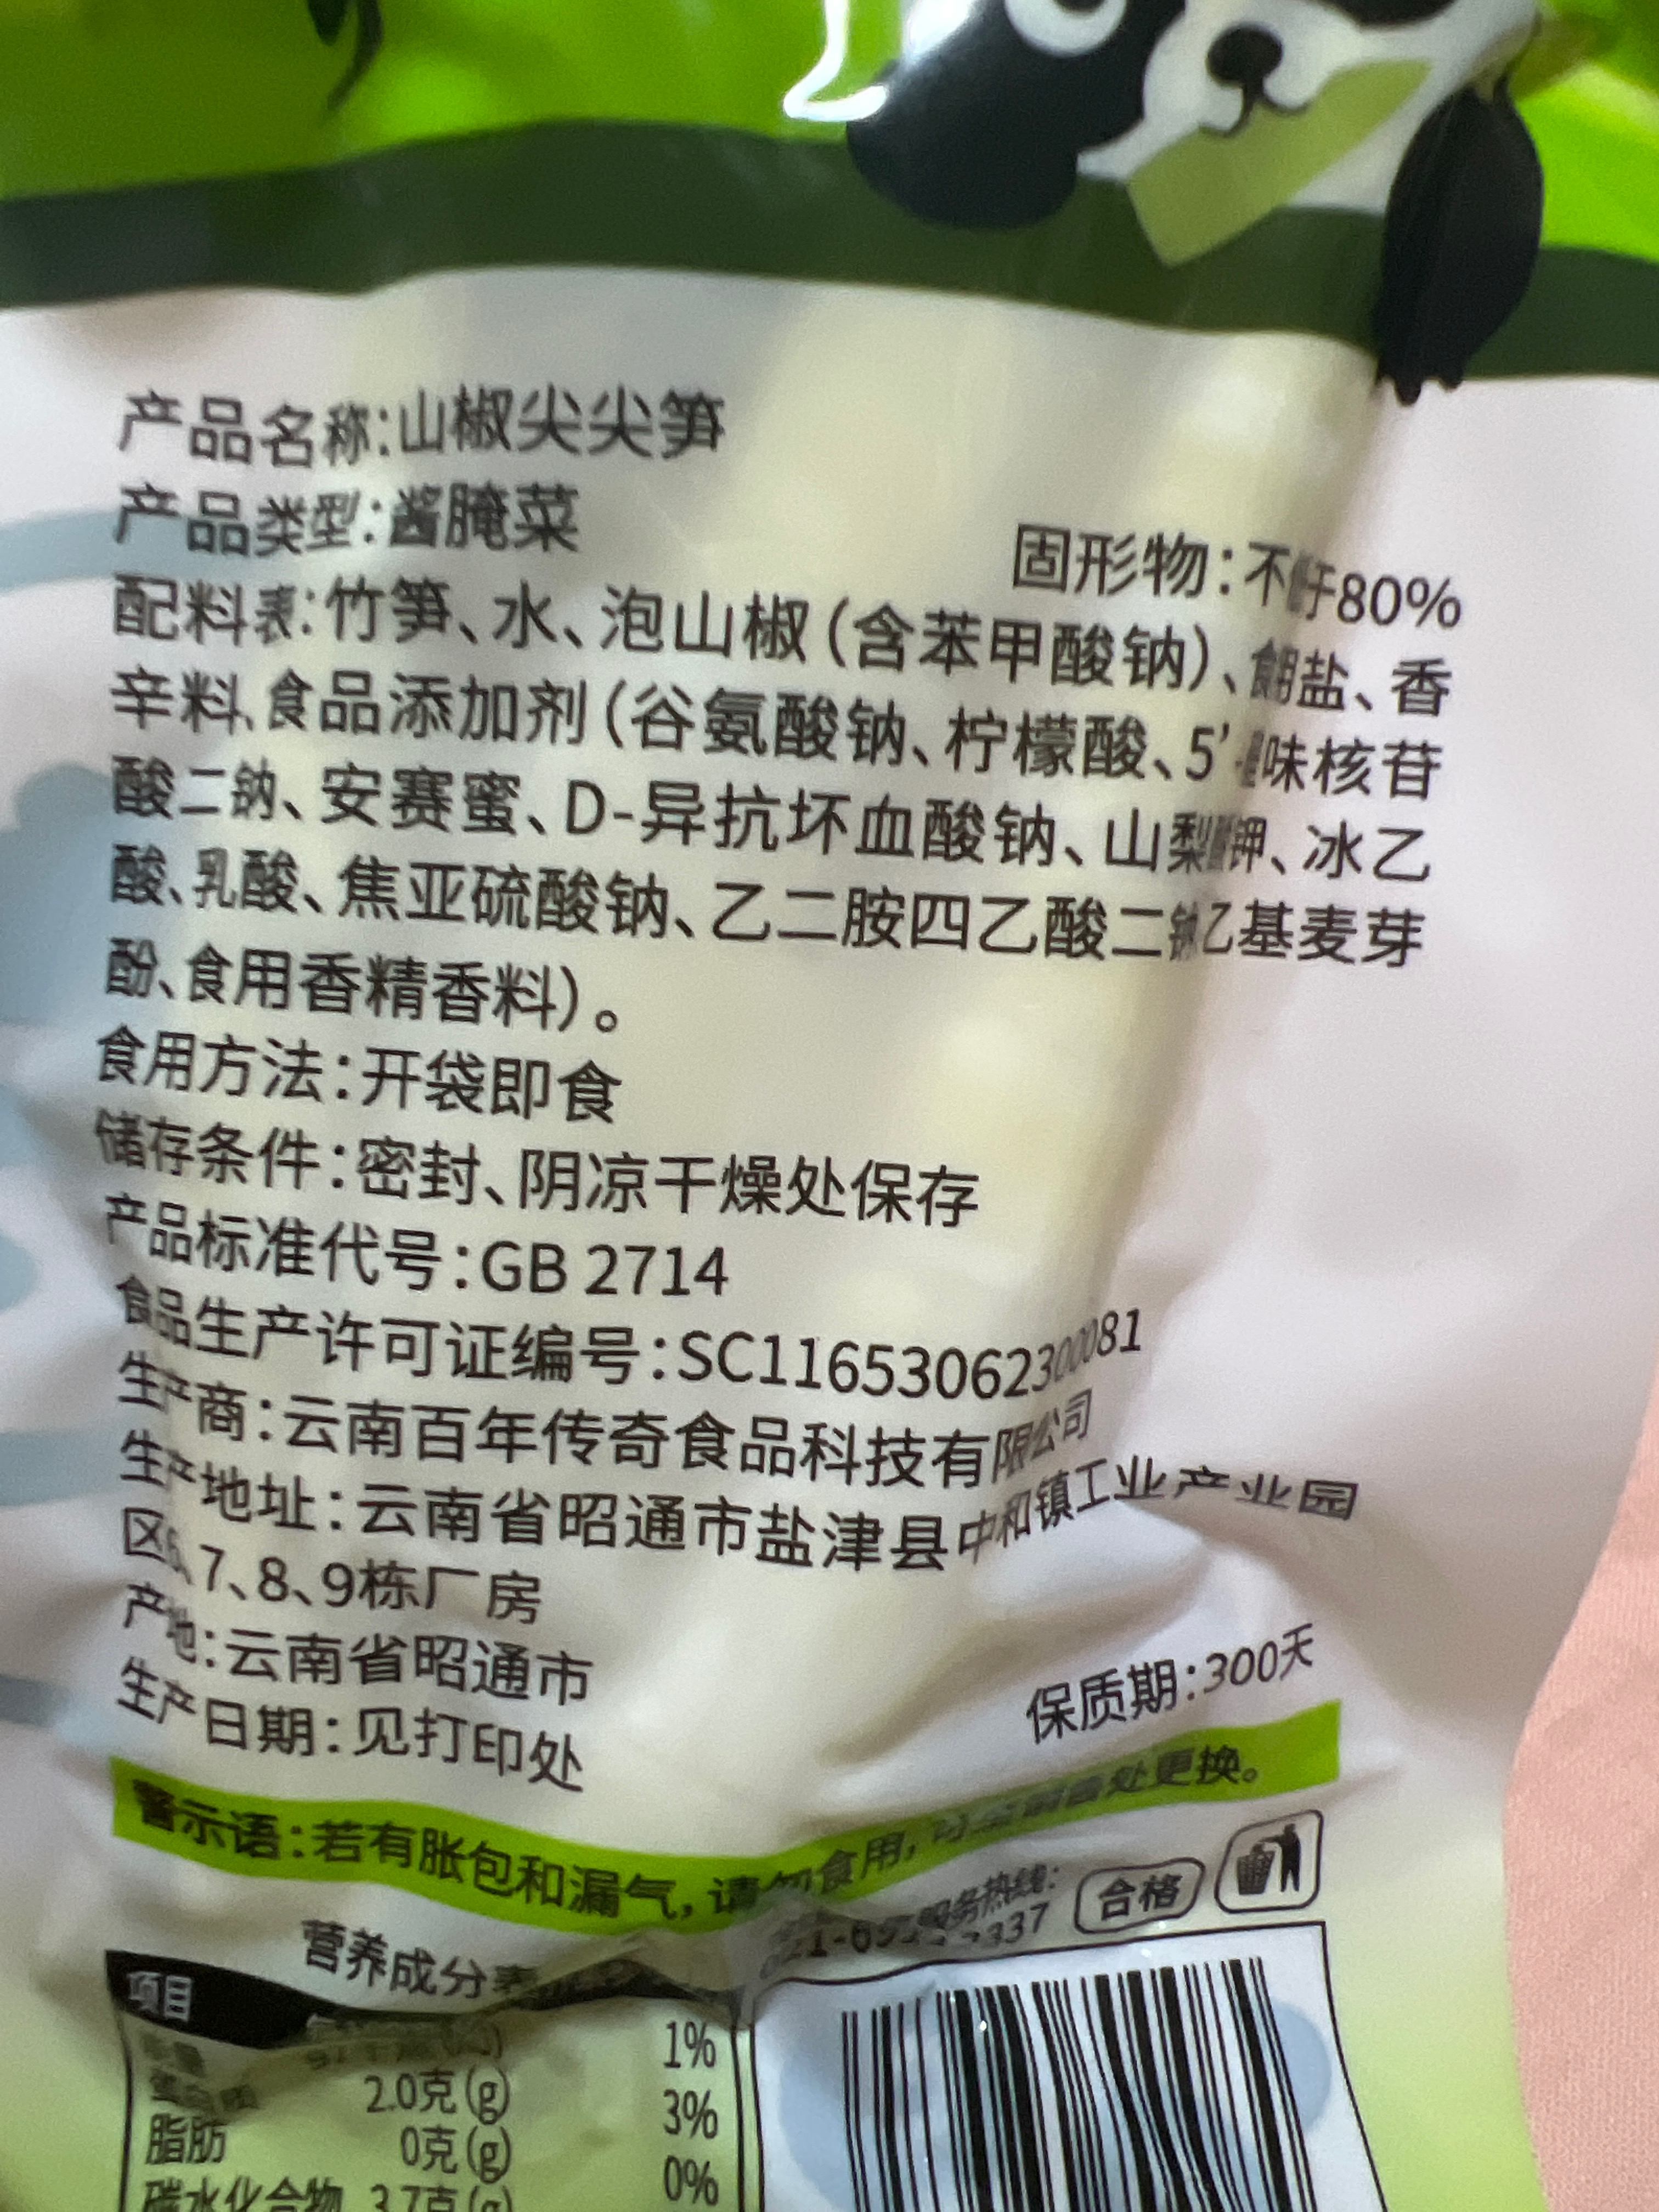 产品名称:山椒尖尖笋
产品类型:酱腌菜
固形物:不低于80%
配料表:竹笋、水、泡山椒(含苯甲酸钠)、食用盐、香
辛料、食品添加剂(谷氨酸钠、柠檬酸、5’-呈味核苷
酸二钠、安赛蜜、D-异抗坏血酸钠、山梨酸钾、冰乙
酸、乳酸、焦亚硫酸钠、乙二胺四乙酸二钠、乙基麦芽
酚、食用香精香料)。
食用方法:开袋即食
储存条件:密封、阴凉干燥处保存
产品标准代号:GB 2714
食品生产许可证编号:SC11653062300081
生产商:云南百年传奇食品科技有限公司
生产地址:云南省昭通市盐津县中和镇工业产业园
区6、7、8、9栋厂房
产地:云南省昭通市
生产日期:见打印处
保质期:300天
警示语:若有胀包和漏气,请勿食用,可至销售处更换。
服务热线:
合格
营养成分表
项目
1%
2.0克(g) 3%
脂肪 0克(g) 0%
碳水化合物 3.7克(g)